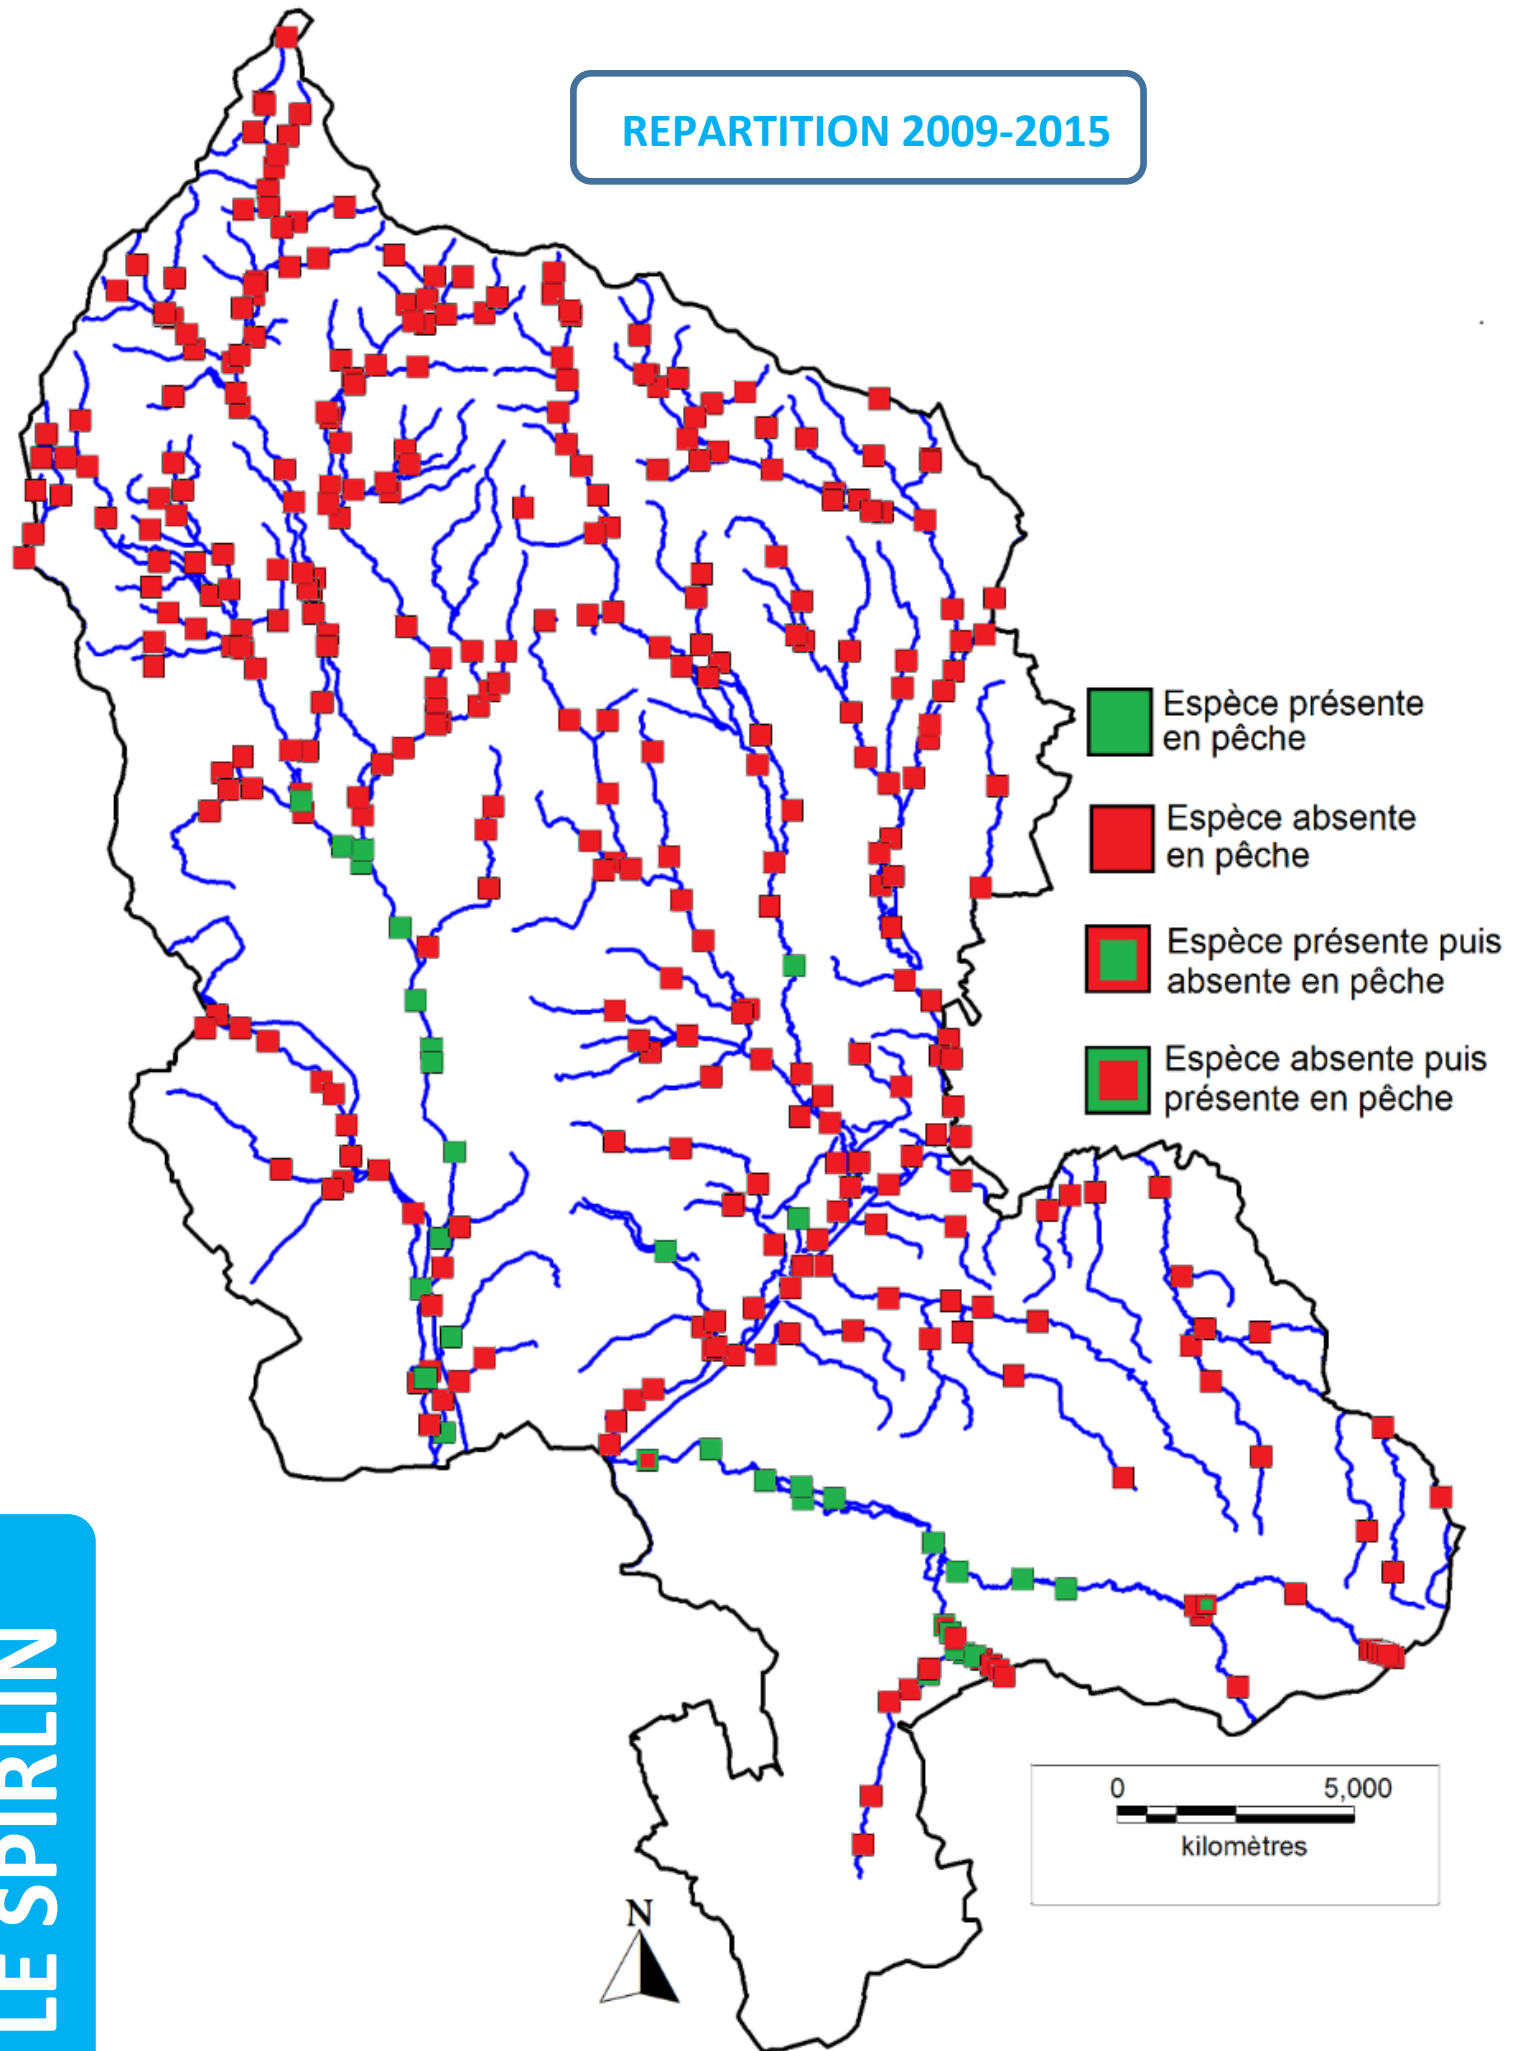 REPARTITION 2009-2015
Espèce présente
en pêche
Espèce absente
en pêche
Espèce présente puis
absente en pêche
Espèce absente puis
présente en pêche
LE SPIRLIN
0 5,000
kilomètres
N